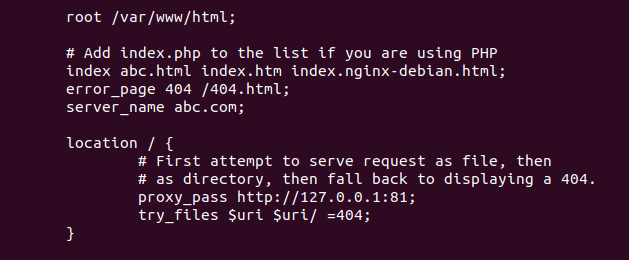 root /var/www/html;
# Add index.php to the list if you are using PHP
index abc.html index.htm index.nginx-debian.html;
error_page 404 /404.html;
server_name abc.com;
location / {
# First attempt to serve request as file, then
# as directory, then fall back to displaying a 404.
proxy_pass http://127.0.0.1:81;
try_files $uri $uri/ =404;
}